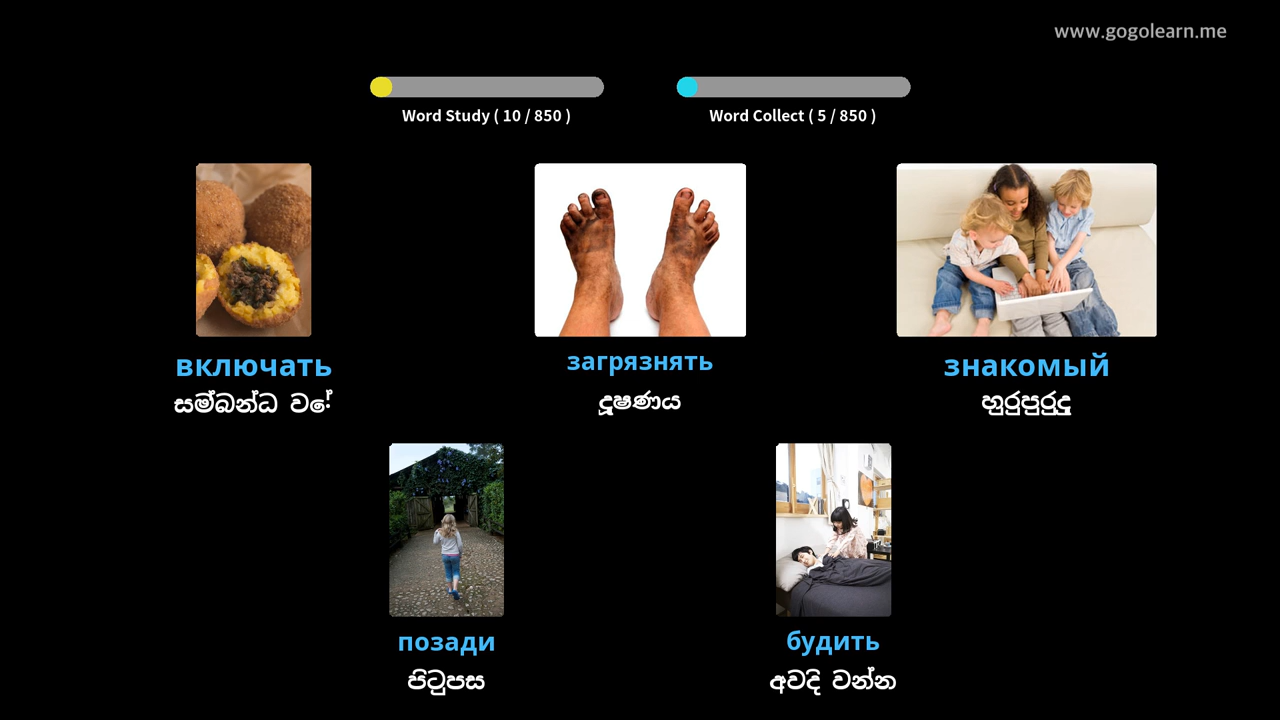 www.gogolearn.me
Word Study ( 10 / 850 )
Word Collect ( 5 / 850 )
включать
සම්බන්ධ වේ!
загрязнять
දූෂණය
знакомый
හුරුපුරුදු
позади
පිටුපස
будить
අවදි වන්න